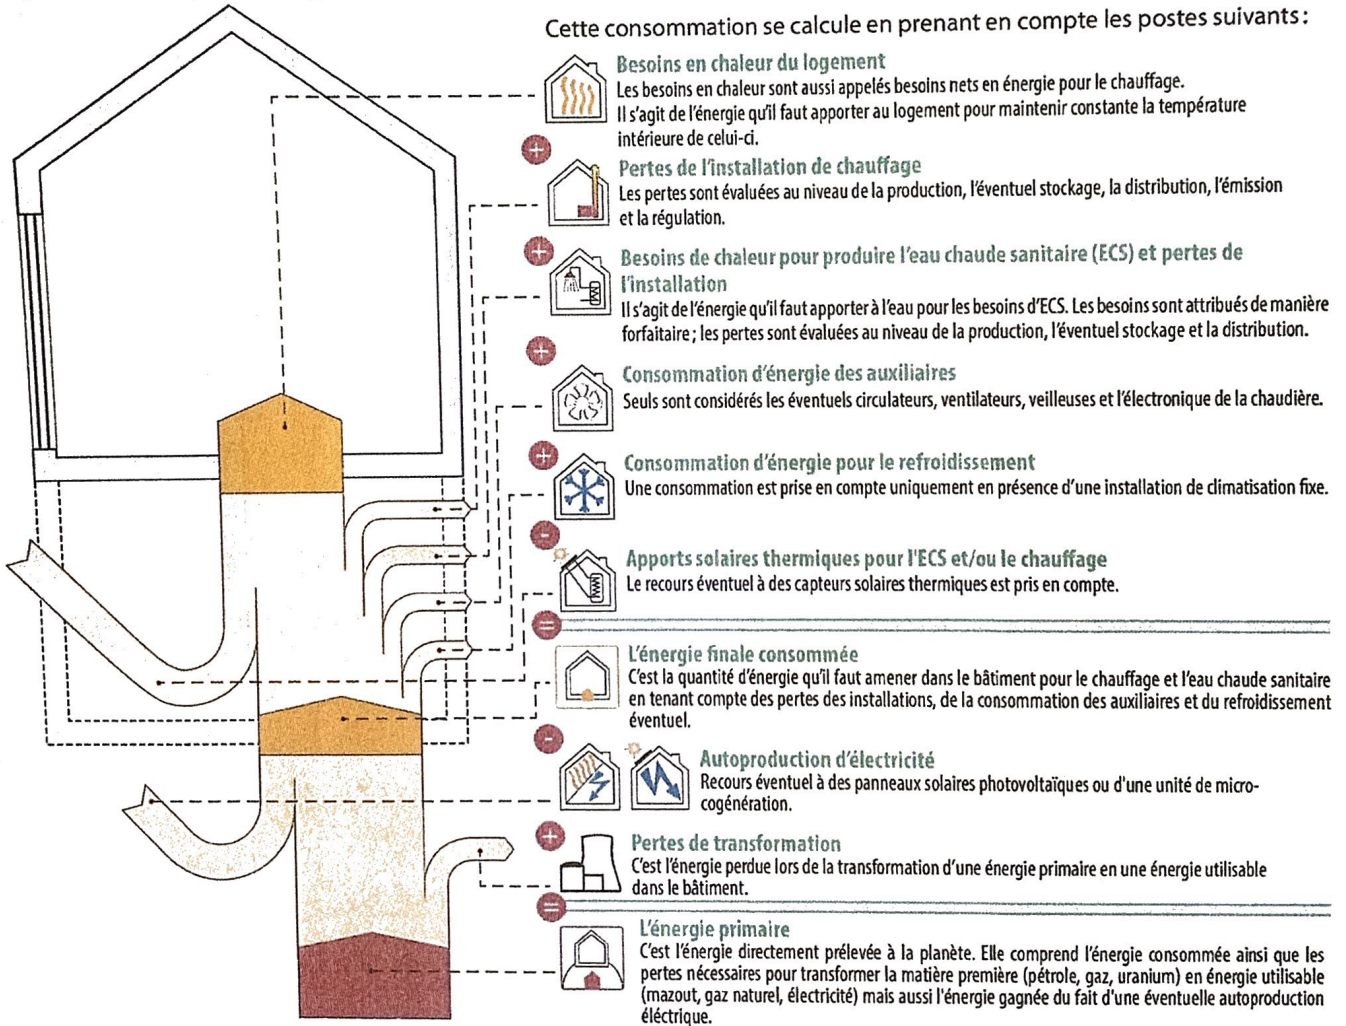 Cette consommation se calcule en prenant en compte les postes suivants:
Besoins en chaleur du logement
Les besoins en chaleur sont aussi appelés besoins nets en énergie pour le chauffage.
Il s'agit de l'énergie qu'il faut apporter au logement pour maintenir constante la température
intérieure de celui-ci.
+
Pertes de l'installation de chauffage
Les pertes sont évaluées au niveau de la production, l'éventuel stockage, la distribution, l'émission
et la régulation.
+
Besoins de chaleur pour produire l'eau chaude sanitaire (ECS) et pertes de
l'installation
Il s'agit de l'énergie qu'il faut apporter à l'eau pour les besoins d'ECS. Les besoins sont attribués de manière
forfaitaire; les pertes sont évaluées au niveau de la production, l'éventuel stockage et la distribution.
+
Consommation d'énergie des auxiliaires
Seuls sont considérés les éventuels circulateurs, ventilateurs, veilleuses et l'électronique de la chaudière.
+
Consommation d'énergie pour le refroidissement
Une consommation est prise en compte uniquement en présence d'une installation de climatisation fixe.
-
Apports solaires thermiques pour l'ECS et/ou le chauffage
Le recours éventuel à des capteurs solaires thermiques est pris en compte.
=
L'énergie finale consommée
C'est la quantité d'énergie qu'il faut amener dans le bâtiment pour le chauffage et l'eau chaude sanitaire
en tenant compte des pertes des installations, de la consommation des auxiliaires et du refroidissement
éventuel.
-
Autoproduction d'électricité
Recours éventuel à des panneaux solaires photovoltaïques ou d'une unité de micro-
cogénération.
+
Pertes de transformation
C'est l'énergie perdue lors de la transformation d'une énergie primaire en une énergie utilisable
dans le bâtiment.
=
L'énergie primaire
C'est l'énergie directement prélevée à la planète. Elle comprend l'énergie consommée ainsi que les
pertes nécessaires pour transformer la matière première (pétrole, gaz, uranium) en énergie utilisable
(mazout, gaz naturel, électricité) mais aussi l'énergie gagnée du fait d'une éventuelle autoproduction
éléctrique.